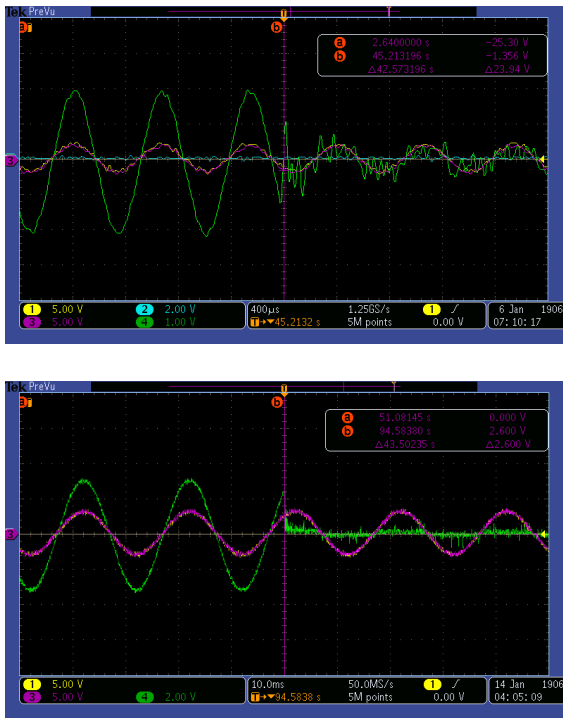 Tek PreVu
T
a b
a 2.6400000 s -25.30 V
b 45.213196 s -1.356 V
Δ42.573196 s Δ23.94 V
3
1 5.00 V 2 2.00 V 400µs 1.25GS/s 1 6 Jan 1906
3 5.00 V 4 1.00 V T→▼45.2132 s 5M points 0.00 V 07:10:17
Tek PreVu
T
a b
a 51.08145 s 0.000 V
b 94.58380 s 2.600 V
Δ43.50235 s Δ2.600 V
3
1 5.00 V 10.0ms 50.0MS/s 1 14 Jan 1906
3 5.00 V 4 2.00 V T→▼94.5838 s 5M points 0.00 V 04:05:09